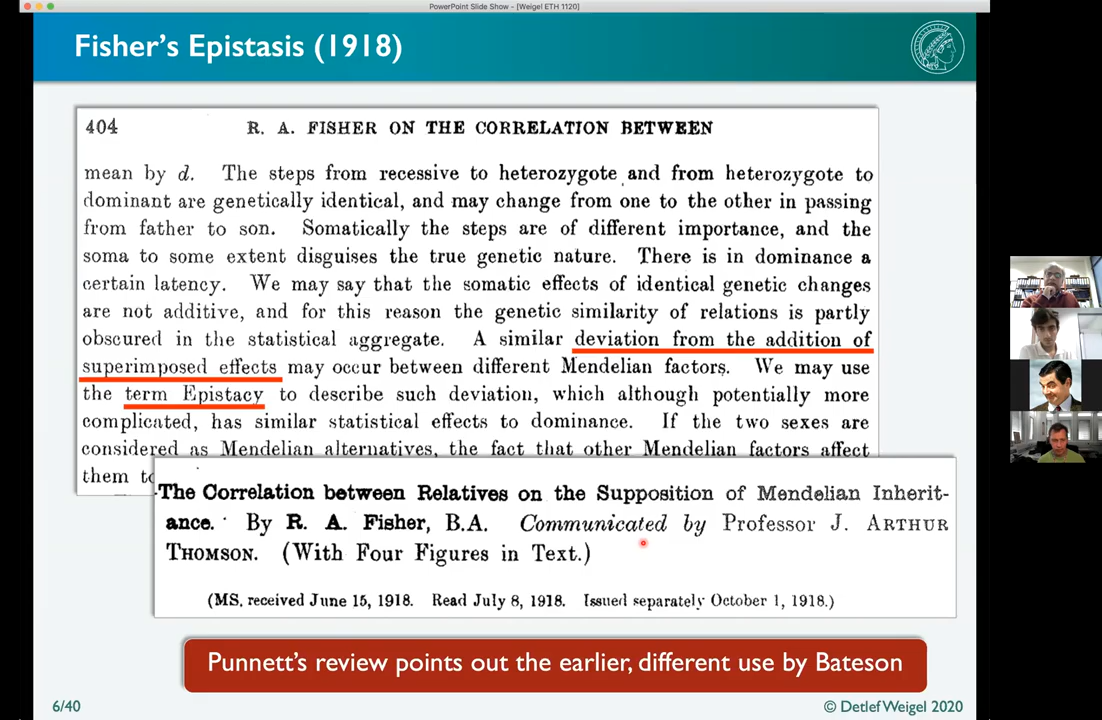 PowerPoint Slide Show - [Weigel ETH 1120]
Fisher's Epistasis (1918)
404 R. A. FISHER ON THE CORRELATION BETWEEN
mean by d. The steps from recessive to heterozygote and from heterozygote to
dominant are genetically identical, and may change from one to the other in passing
from father to son. Somatically the steps are of different importance, and the
soma to some extent disguises the true genetic nature. There is in dominance a
certain latency. We may say that the somatic effects of identical genetic changes
are not additive, and for this reason the genetic similarity of relations is partly
obscured in the statistical aggregate. A similar deviation from the addition of
superimposed effects may occur between different Mendelian factors. We may use
the term Epistacy to describe such deviation, which although potentially more
complicated, has similar statistical effects to dominance. If the two sexes are
considered as Mendelian alternatives, the fact that other Mendelian factors affect
them to
The Correlation between Relatives on the Supposition of Mendelian Inherit-
ance. By R. A. Fisher, B.A. Communicated by Professor J. ARTHUR
THOMSON. (With Four Figures in Text.)
(MS. received June 15, 1918. Read July 8, 1918. Issued separately October 1, 1918.)
Punnett's review points out the earlier, different use by Bateson
6/40 © Detlef Weigel 2020